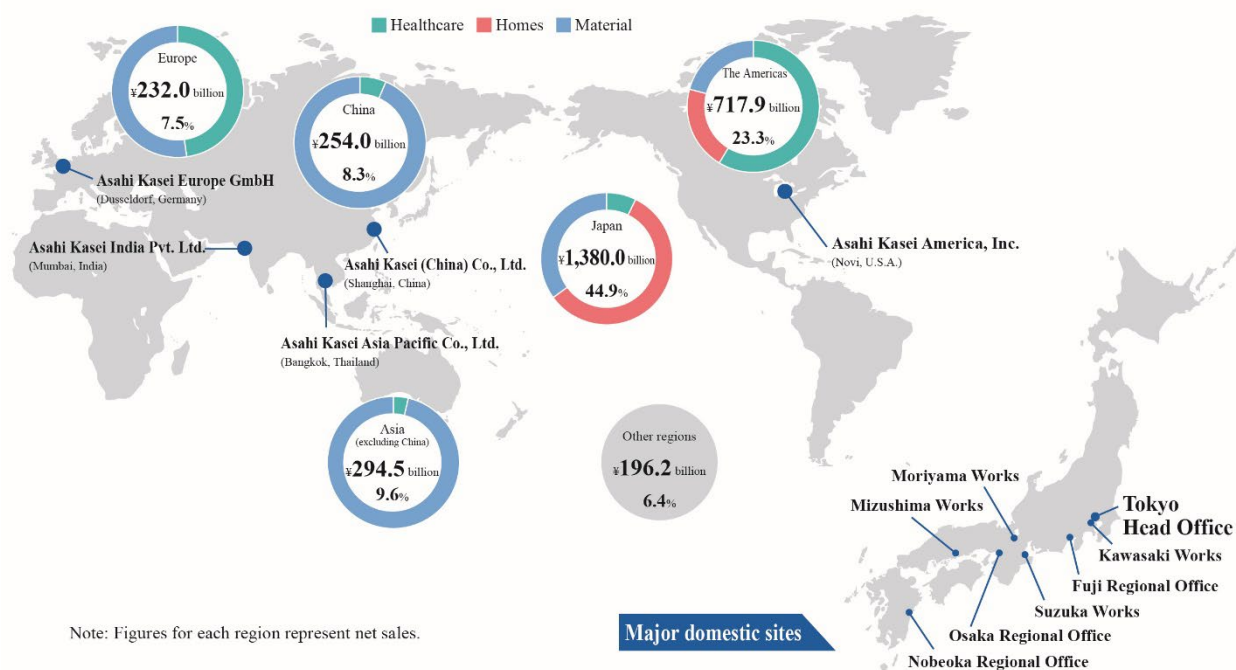 Healthcare Homes Material
Europe
¥232.0 billion
7.5%
China
¥254.0 billion
8.3%
The Americas
¥717.9 billion
23.3%
Asahi Kasei Europe GmbH
(Dusseldorf, Germany)
Asahi Kasei India Pvt. Ltd.
(Mumbai, India)
Asahi Kasei (China) Co., Ltd.
(Shanghai, China)
Japan
¥1,380.0 billion
44.9%
Asahi Kasei America, Inc.
(Novi, U.S.A.)
Asahi Kasei Asia Pacific Co., Ltd.
(Bangkok, Thailand)
Asia
(excluding China)
¥294.5 billion
9.6%
Other regions
¥196.2 billion
6.4%
Moriyama Works
Mizushima Works
Tokyo
Head Office
Kawasaki Works
Fuji Regional Office
Suzuka Works
Osaka Regional Office
Nobeoka Regional Office
Major domestic sites
Note: Figures for each region represent net sales.